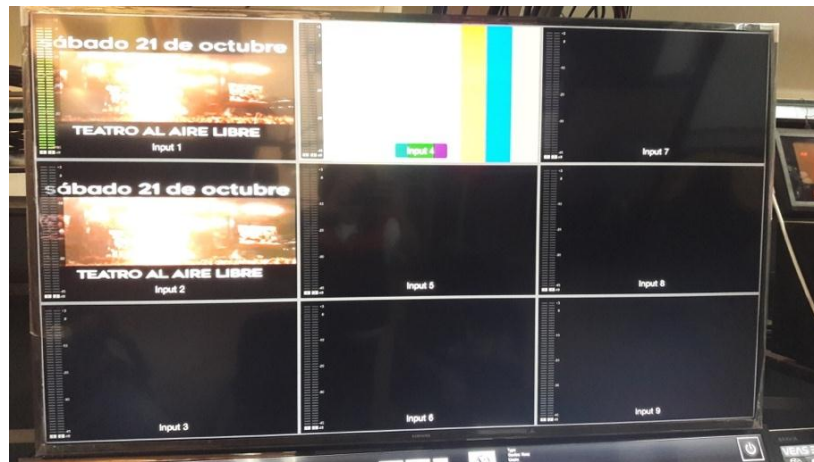 sábado 21 de octubre
TEATRO AL AIRE LIBRE
Input 1
Input 4
Input 7
sábado 21 de octubre
TEATRO AL AIRE LIBRE
Input 2
Input 5
Input 8
Input 3
Input 6
Input 9
SAMSUNG